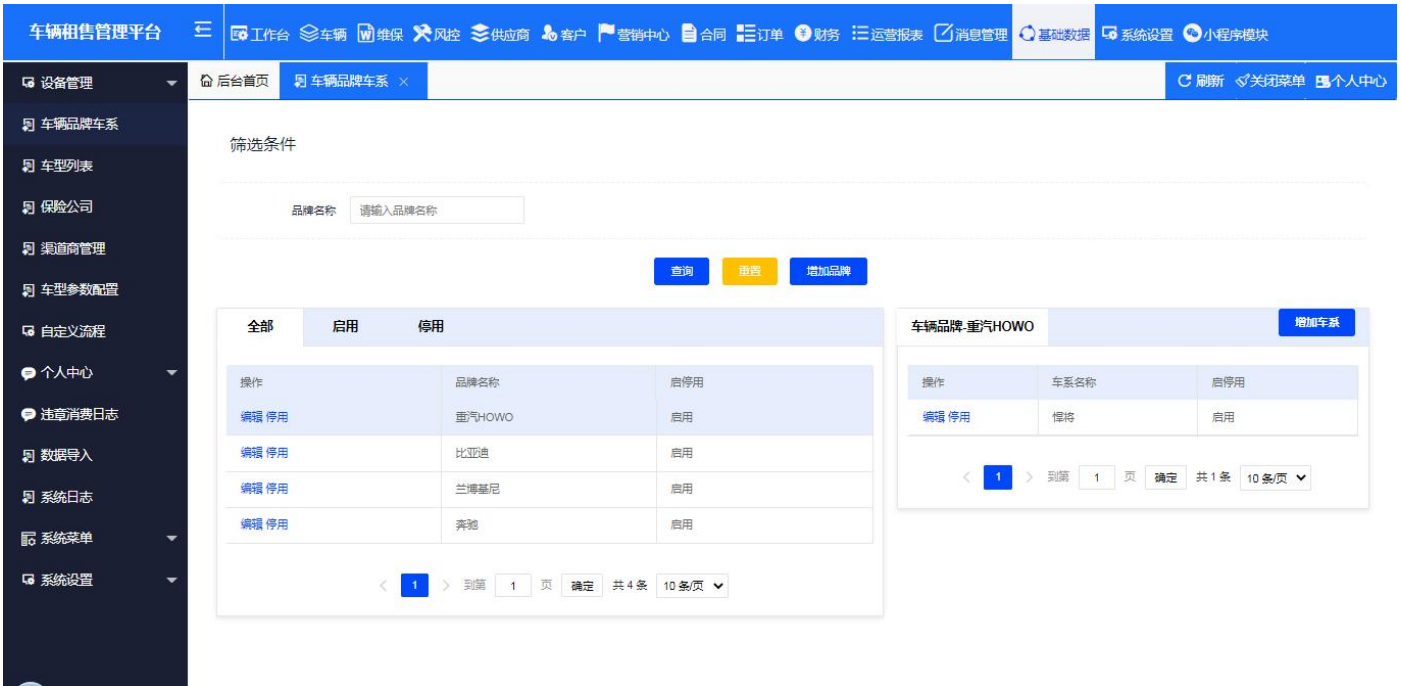 车辆租售管理平台 工作台 车辆 维保 风控 供应商 客户 营销中心 合同 订单 财务 运营报表 消息管理 基础数据 系统设置 小程序模块
设备管理
车辆品牌车系
车型列表
保险公司
渠道商管理
车型参数配置
自定义流程
个人中心
违章消费日志
数据导入
系统日志
系统菜单
系统设置
后台首页 车辆品牌车系 × 刷新 关闭菜单 个人中心
筛选条件
品牌名称 请输入品牌名称
查询 重置 增加品牌
全部 启用 停用
操作 品牌名称 启停用
编辑 停用 重汽HOWO 启用
编辑 停用 比亚迪 启用
编辑 停用 兰博基尼 启用
编辑 停用 奔驰 启用
< 1 > 到第 1 页 确定 共 4 条 10 条/页
车辆品牌-重汽HOWO 增加车系
操作 车系名称 启停用
编辑 停用 悍将 启用
< 1 > 到第 1 页 确定 共 1 条 10 条/页